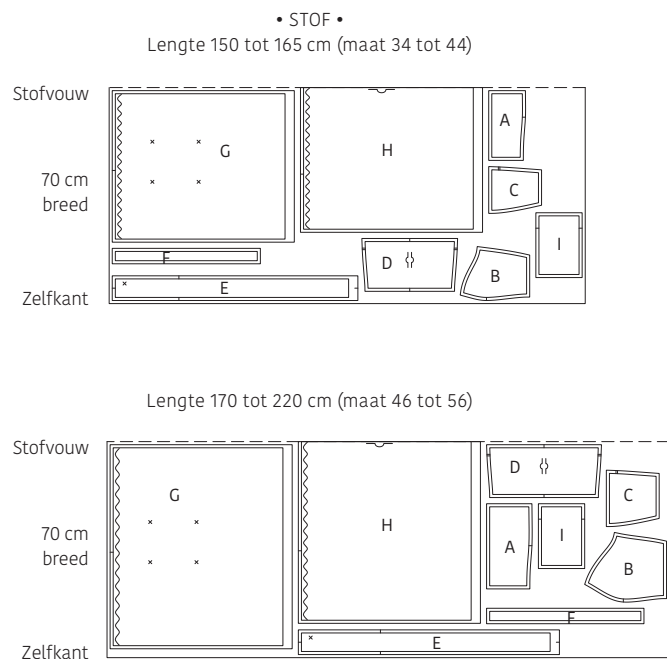 • STOF •
Lengte 150 tot 165 cm (maat 34 tot 44)
Stofvouw
70 cm
breed
Zelfkant
G
H
A
C
I
F
D
B
E
Lengte 170 tot 220 cm (maat 46 tot 56)
Stofvouw
70 cm
breed
Zelfkant
G
H
D
C
A
I
B
F
E